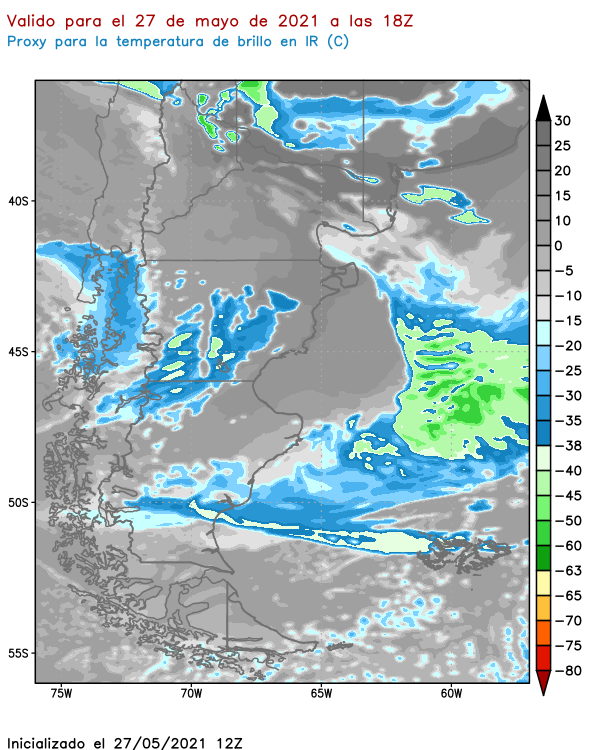 Valido para el 27 de mayo de 2021 a las 18Z
Proxy para la temperatura de brillo en IR (C)
30
25
20
15
10
0
-5
-10
-15
-20
-25
-30
-35
-38
-40
-45
-50
-60
-63
-65
-70
-75
-80
40S
45S
50S
55S
75W
70W
65W
60W
Inicializado el 27/05/2021 12Z